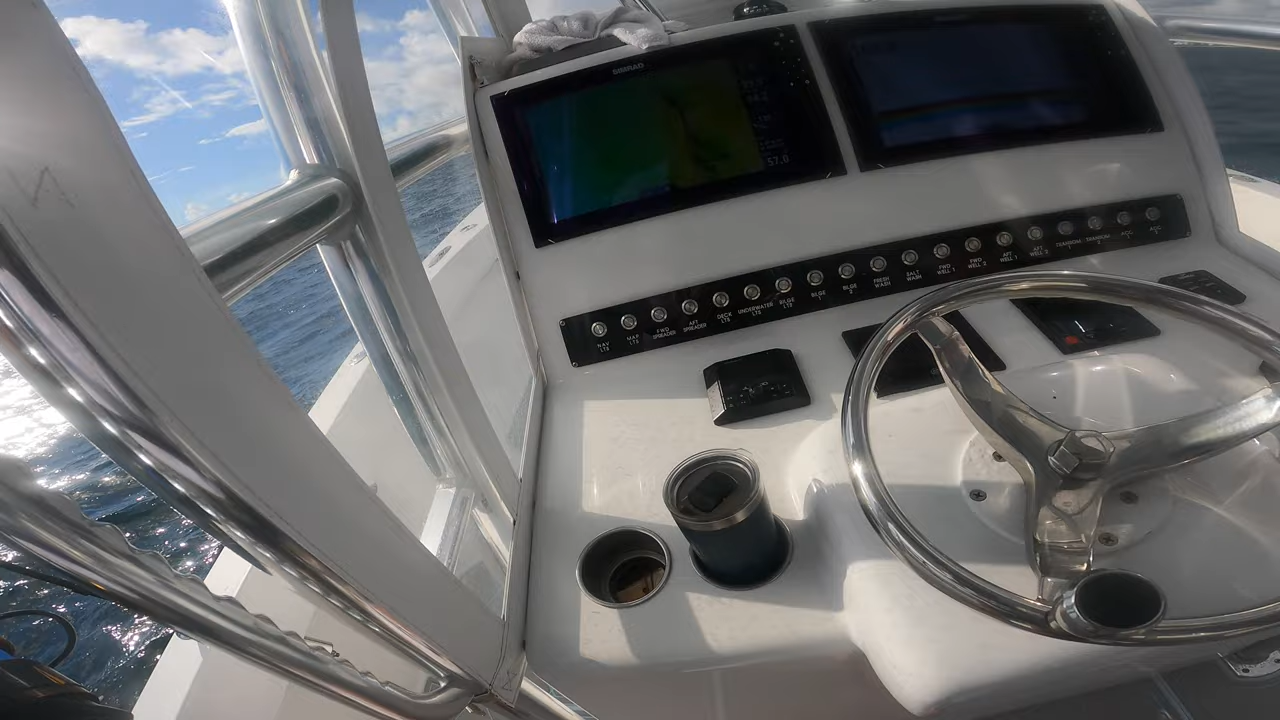 SIMRAD
57.0
NAV LTS
MAP LTS
FWD SPREADER
AFT SPREADER
DECK LTS
UNDERWATER LTS
BILGE LTS
BILGE 1
BILGE 2
FRESH WASH
SALT WASH
FWD WELL 1
FWD WELL 2
AFT WELL 1
AFT WELL 2
TRANSOM 1
TRANSOM 2
ACC. 1
ACC.